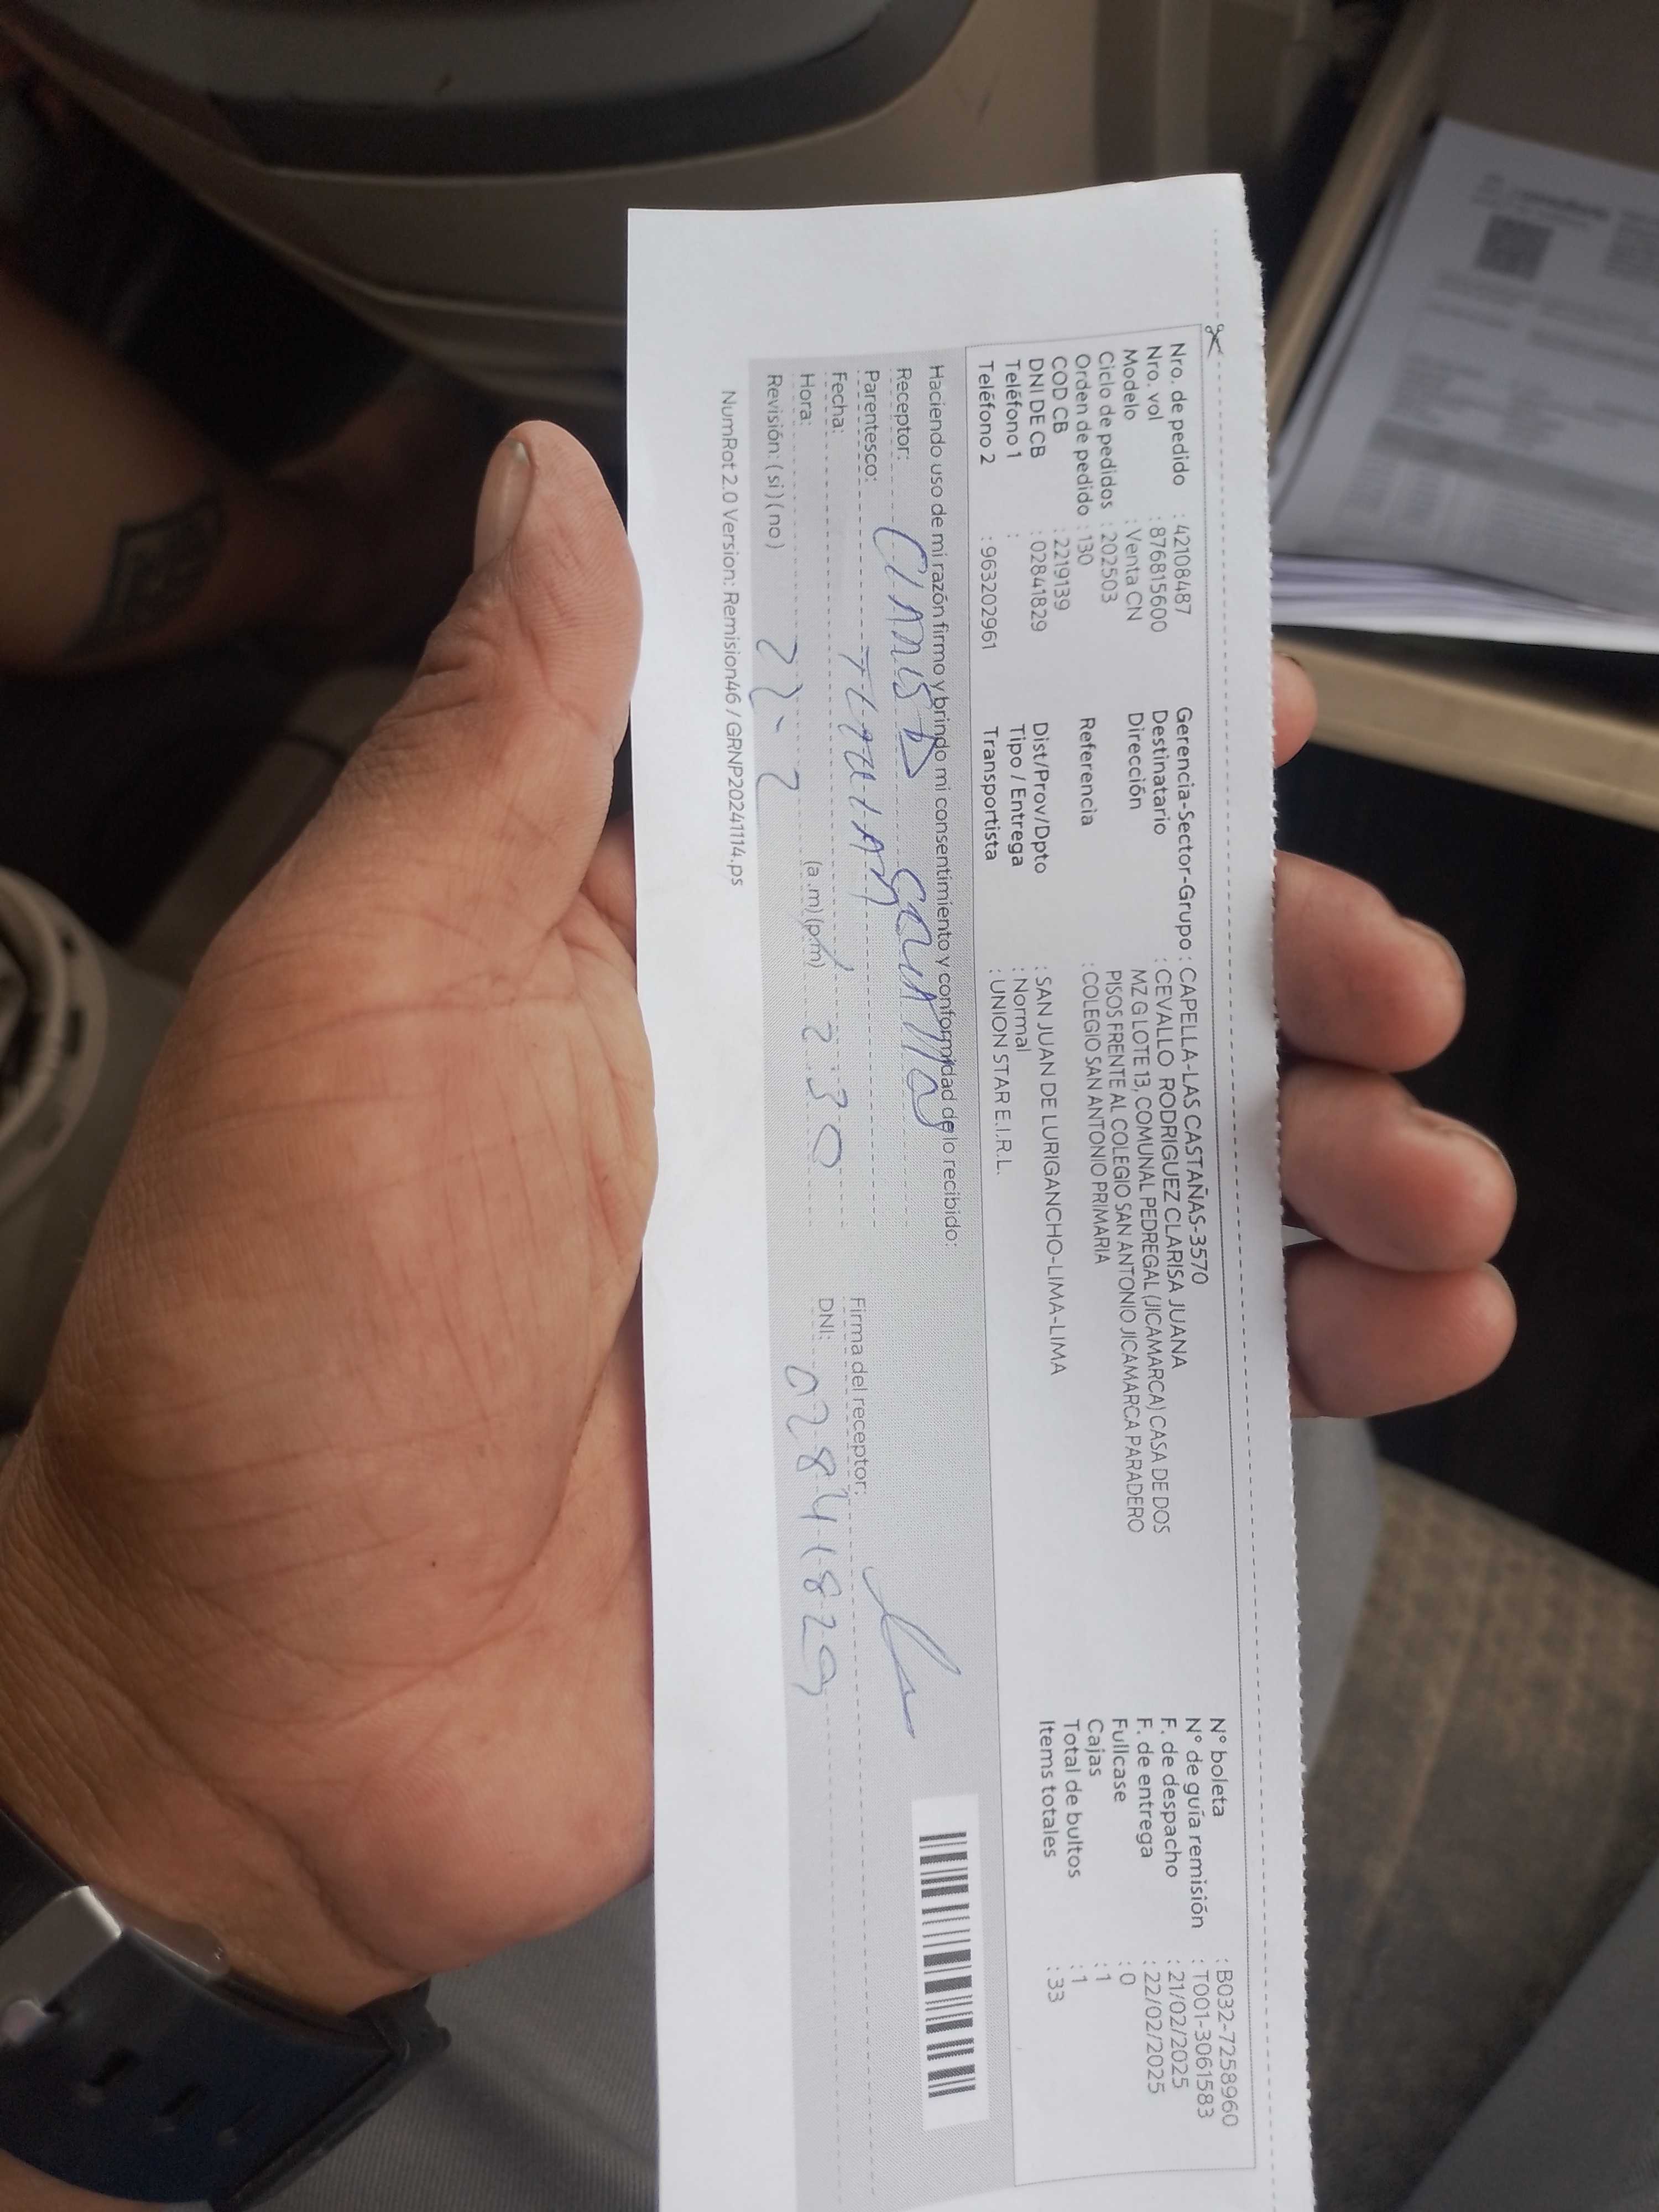 Nro. de pedido : 42108487
Nro. vol : 876815600
Modelo : Venta CN
Ciclo de pedidos : 202503
Orden de pedido : 130
COD CB : 2219139
DNI DE CB : 02841829
Teléfono 1 :
Teléfono 2 : 963202961
Gerencia-Sector-Grupo : CAPELLA-LAS CASTAÑAS-3570
Destinatario : CEVALLO RODRIGUEZ CLARISA JUANA
Dirección MZ G LOTE 13, COMUNAL PEDREGAL (JICAMARCA) CASA DE DOS
PISOS FRENTE AL COLEGIO SAN ANTONIO JICAMARCA PARADERO
Referencia : COLEGIO SAN ANTONIO PRIMARIA
Dist/Prov/Dpto : SAN JUAN DE LURIGANCHO-LIMA-LIMA
Tipo / Entrega : Normal
Transportista : UNION STAR E.I.R.L.
N° boleta : B032-7258960
N° de guía remisión : T001-3061583
F. de despacho : 21/02/2025
F. de entrega : 22/02/2025
Fullcase : 0
Cajas : 1
Total de bultos : 1
Items totales : 33
Haciendo uso de mi razón firmo y brindo mi consentimiento y conformidad de lo recibido:
Receptor:
Parentesco:
Fecha:
Hora: (a.m)(p.m) 2 30
Revisión: (si) (no) 22-2
Firma del receptor:
DNI: 02841829
NumRot 2.0 Version: Remision46 / GRNP20241114.ps